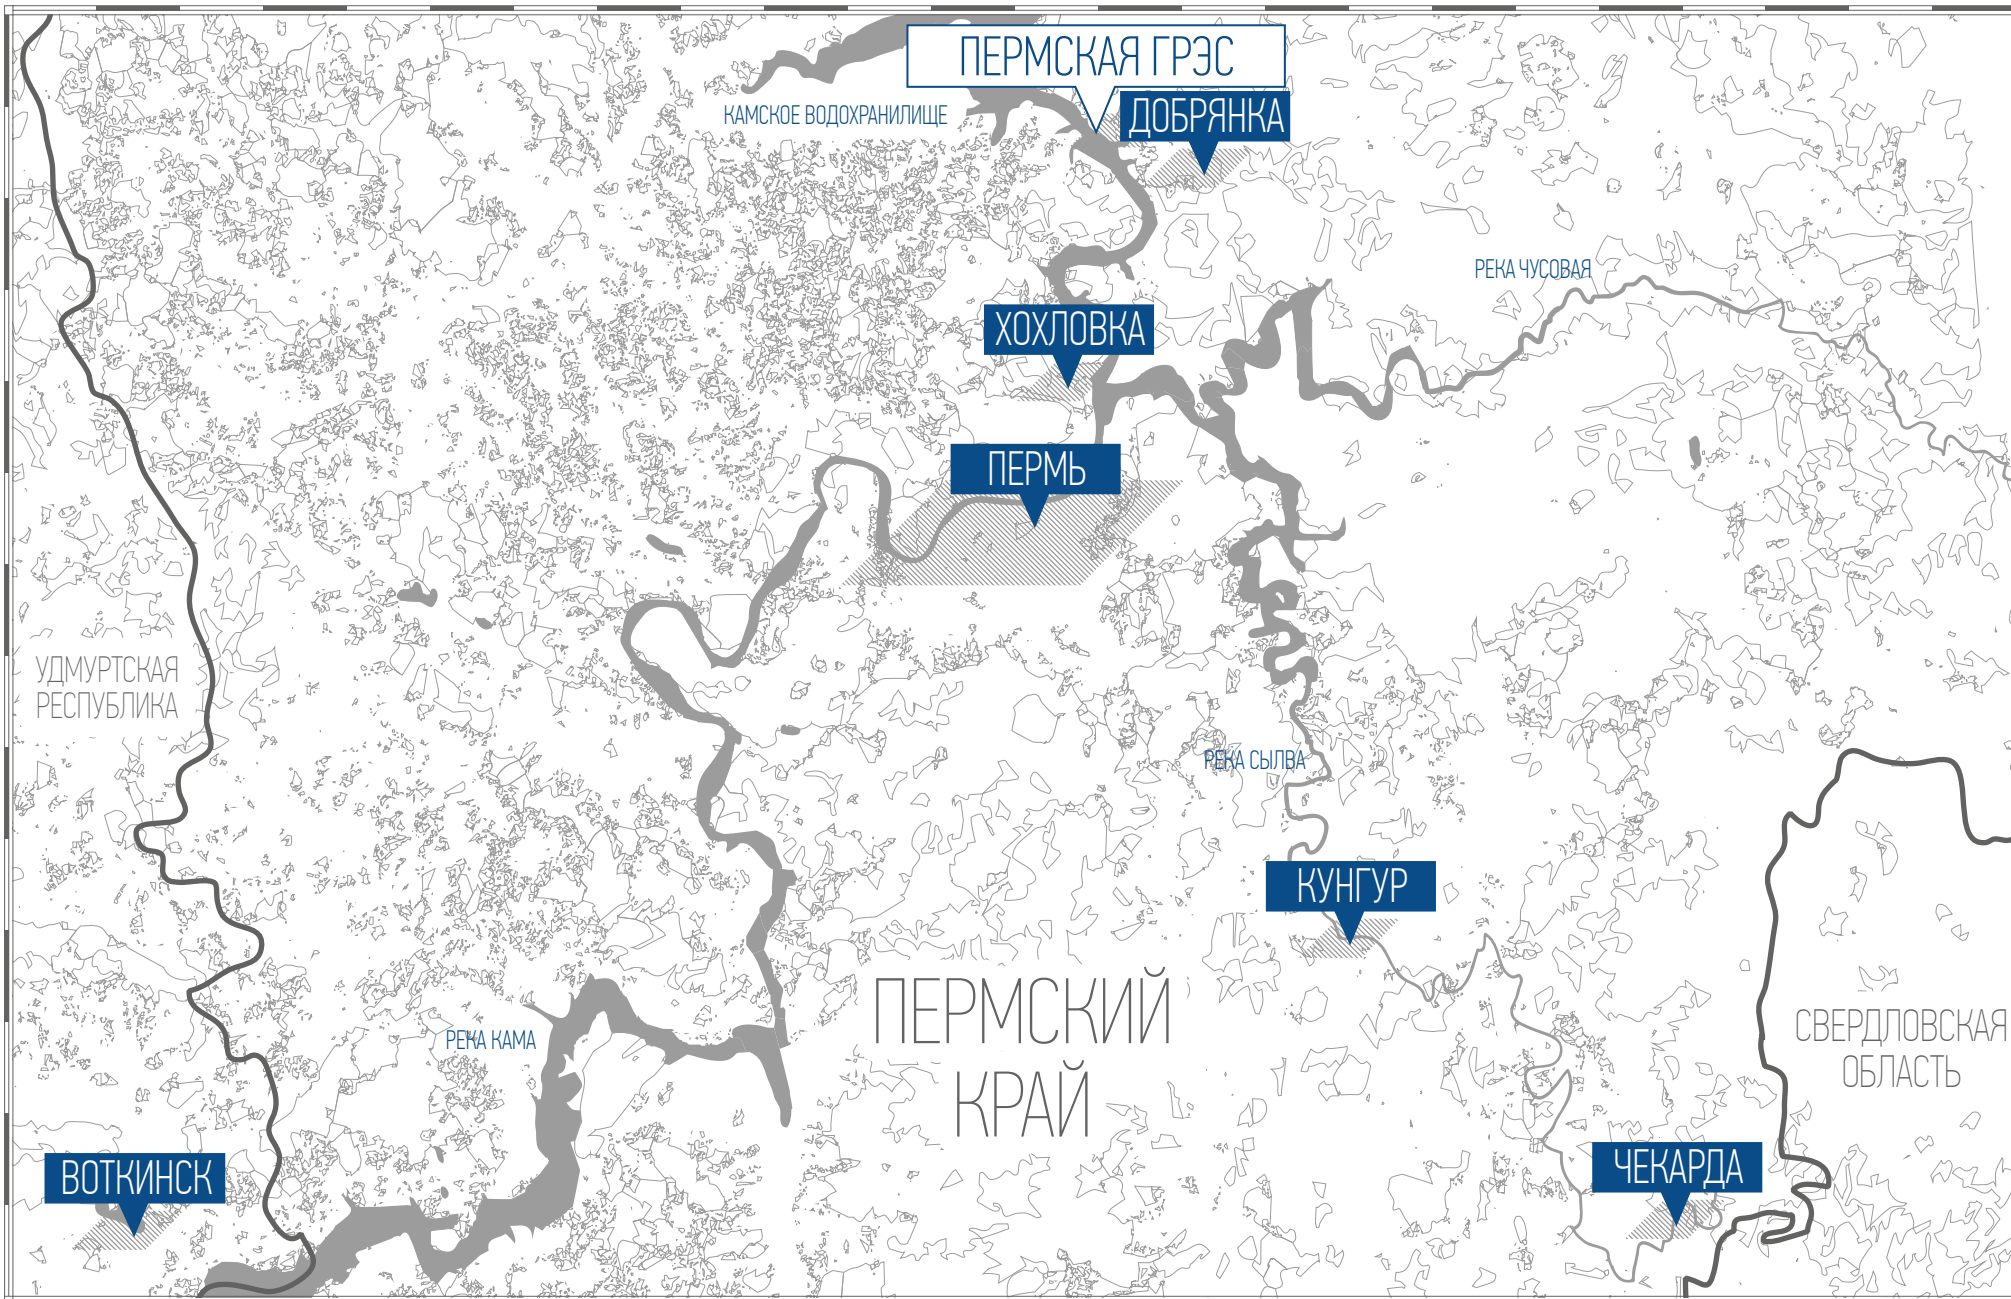 ПЕРМСКАЯ ГРЭС
КАМСКОЕ ВОДОХРАНИЛИЩЕ
ДОБРЯНКА
РЕКА ЧУСОВАЯ
ХОХЛОВКА
ПЕРМЬ
УДМУРТСКАЯ
РЕСПУБЛИКА
РЕКА СЫЛВА
КУНГУР
ПЕРМСКИЙ
КРАЙ
РЕКА КАМА
СВЕРДЛОВСКАЯ
ОБЛАСТЬ
ВОТКИНСК
ЧЕКАРДА